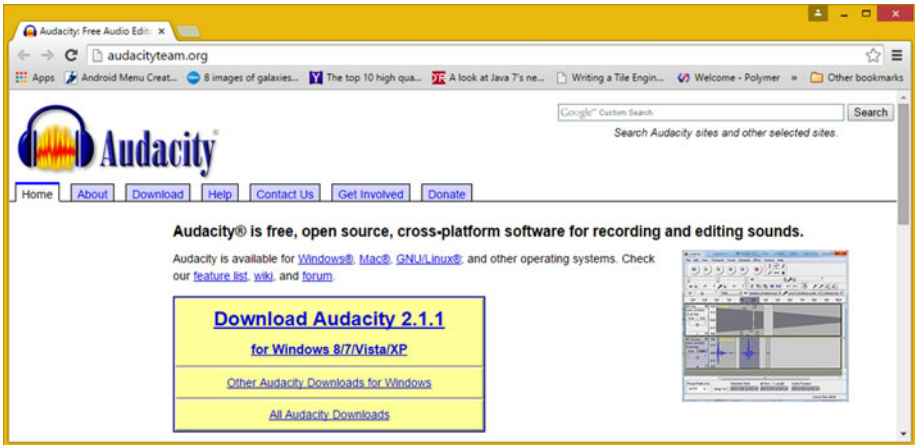 Audacity: Free Audio Edit
audacityteam.org
Apps Android Menu Creat... 8 images of galaxies... The top 10 high qua... A look at Java 7's ne... Writing a Tile Engin... Welcome - Polymer » Other bookmarks
Google™ Custom Search Search
Search Audacity sites and other selected sites.
Audacity
Home About Download Help Contact Us Get Involved Donate
Audacity® is free, open source, cross-platform software for recording and editing sounds.
Audacity is available for Windows®, Mac®, GNU/Linux®, and other operating systems. Check
our feature list, wiki, and forum.
Download Audacity 2.1.1
for Windows 8/7/Vista/XP
Other Audacity Downloads for Windows
All Audacity Downloads